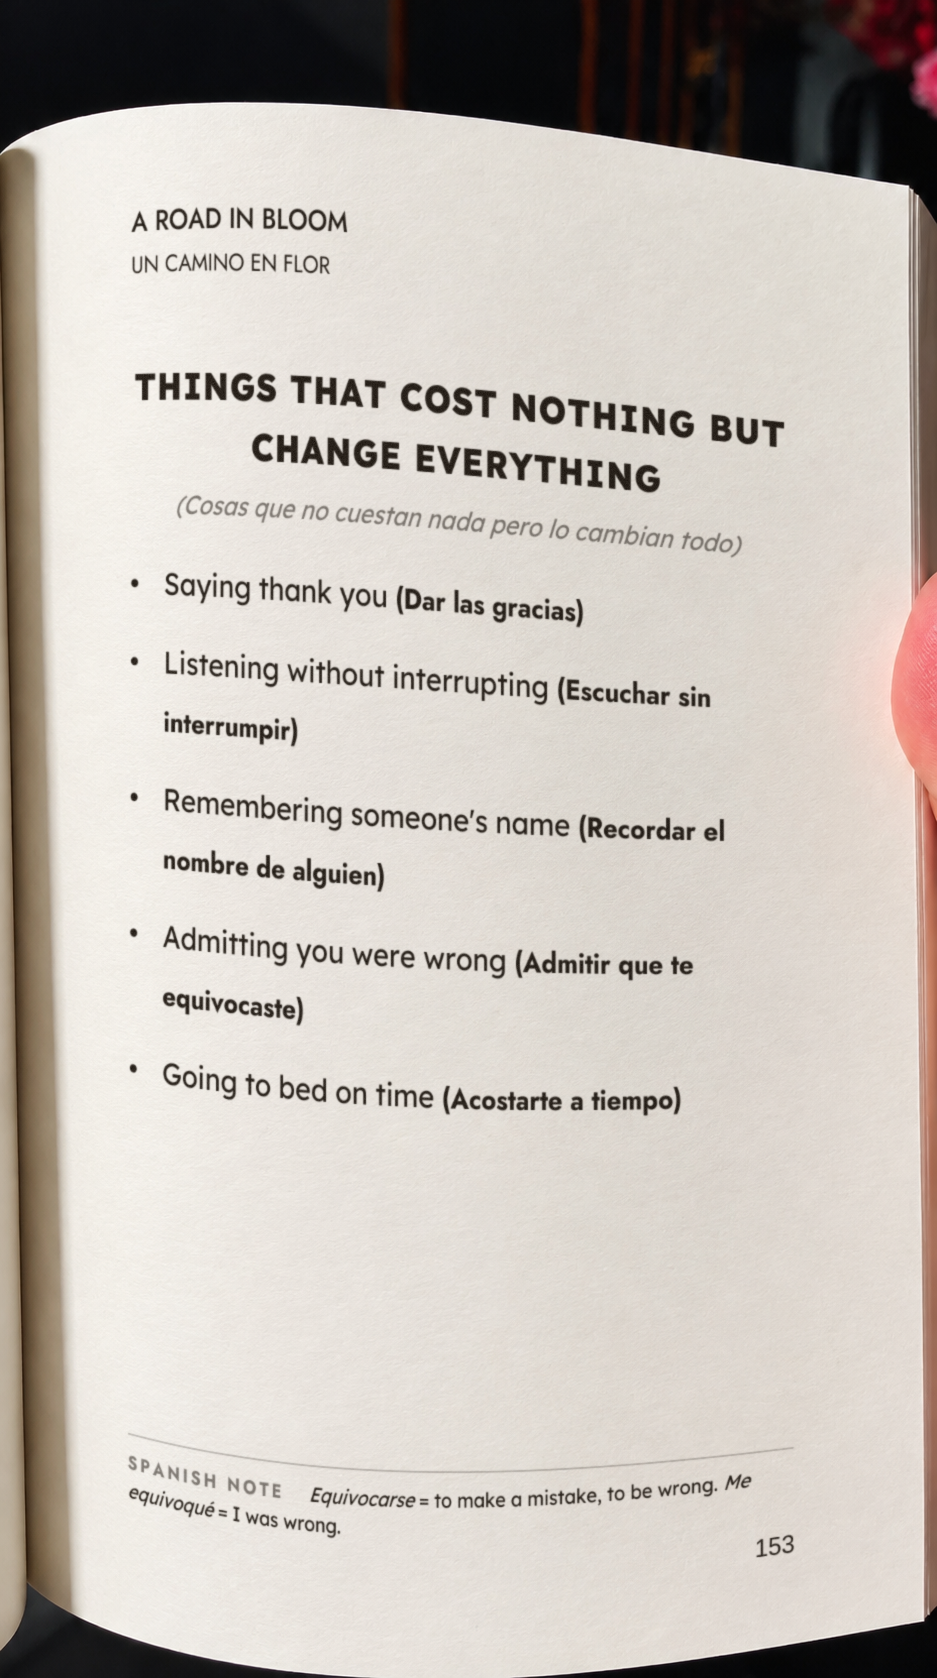 A ROAD IN BLOOM
UN CAMINO EN FLOR
THINGS THAT COST NOTHING BUT
CHANGE EVERYTHING
(Cosas que no cuestan nada pero lo cambian todo)
• Saying thank you (Dar las gracias)
• Listening without interrupting (Escuchar sin
interrumpir)
• Remembering someone's name (Recordar el
nombre de alguien)
• Admitting you were wrong (Admitir que te
equivocaste)
• Going to bed on time (Acostarte a tiempo)
SPANISH NOTE Equivocarse = to make a mistake, to be wrong. Me
equivoqué = I was wrong.
153